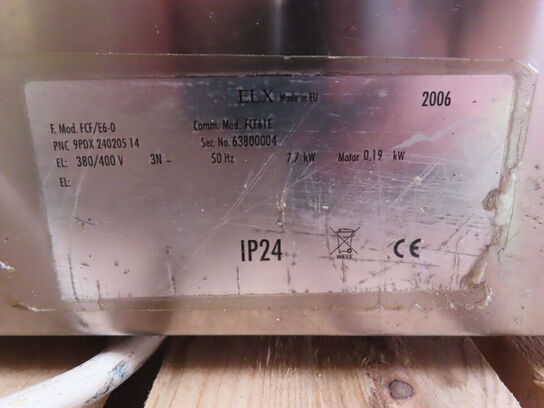 ELX Made in EU 2006
F. Mod. FCF/E6-0 Comm. Mod. FCF61E
PNC 9PDX 240205 14 Ser. No. 63800004
EL: 380/400 V 3N~ 50 Hz 7,7 kW Motor 0,19 kW
EL:
IP24 WEEE CE